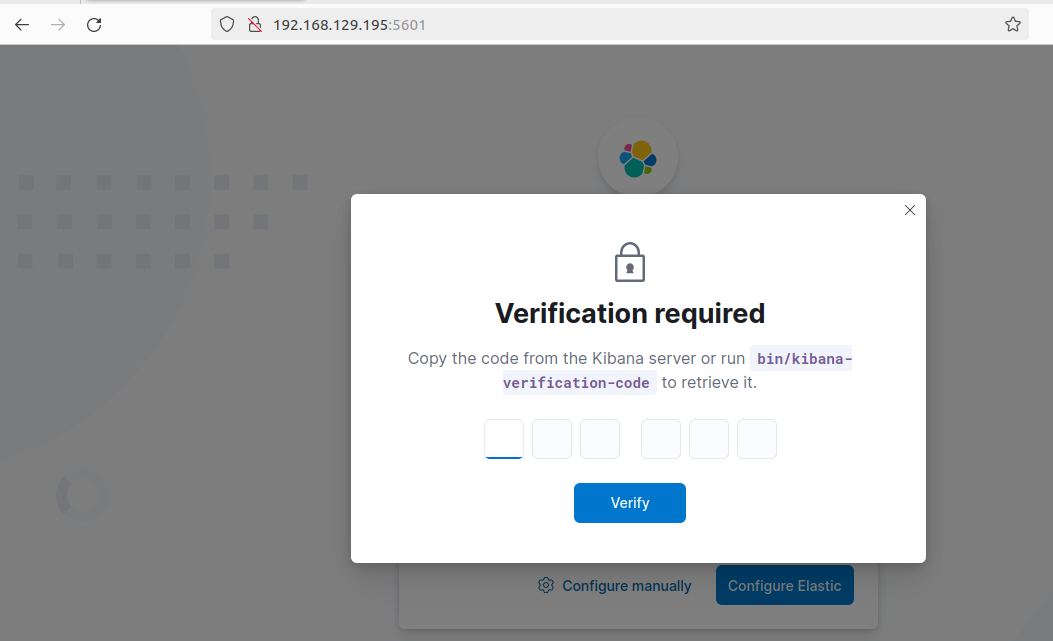 192.168.129.195:5601
Verification required
Copy the code from the Kibana server or run bin/kibana-
verification-code to retrieve it.
Verify
Configure manually
Configure Elastic